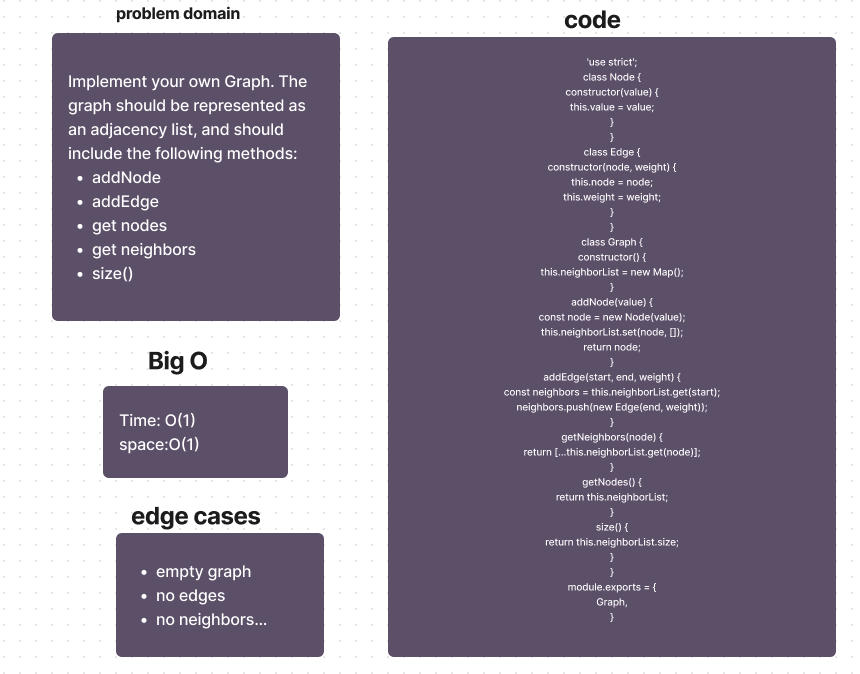 problem domain
Implement your own Graph. The
graph should be represented as
an adjacency list, and should
include the following methods:
• addNode
• addEdge
• get nodes
• get neighbors
• size()
Big O
Time: O(1)
space:O(1)
edge cases
• empty graph
• no edges
• no neighbors...
code
'use strict';
class Node {
constructor(value) {
this.value = value;
}
}
class Edge {
constructor(node, weight) {
this.node = node;
this.weight = weight;
}
}
class Graph {
constructor() {
this.neighborList = new Map();
}
addNode(value) {
const node = new Node(value);
this.neighborList.set(node, []);
return node;
}
addEdge(start, end, weight) {
const neighbors = this.neighborList.get(start);
neighbors.push(new Edge(end, weight));
}
getNeighbors(node) {
return [...this.neighborList.get(node)];
}
getNodes() {
return this.neighborList;
}
size() {
return this.neighborList.size;
}
}
module.exports = {
Graph,
}